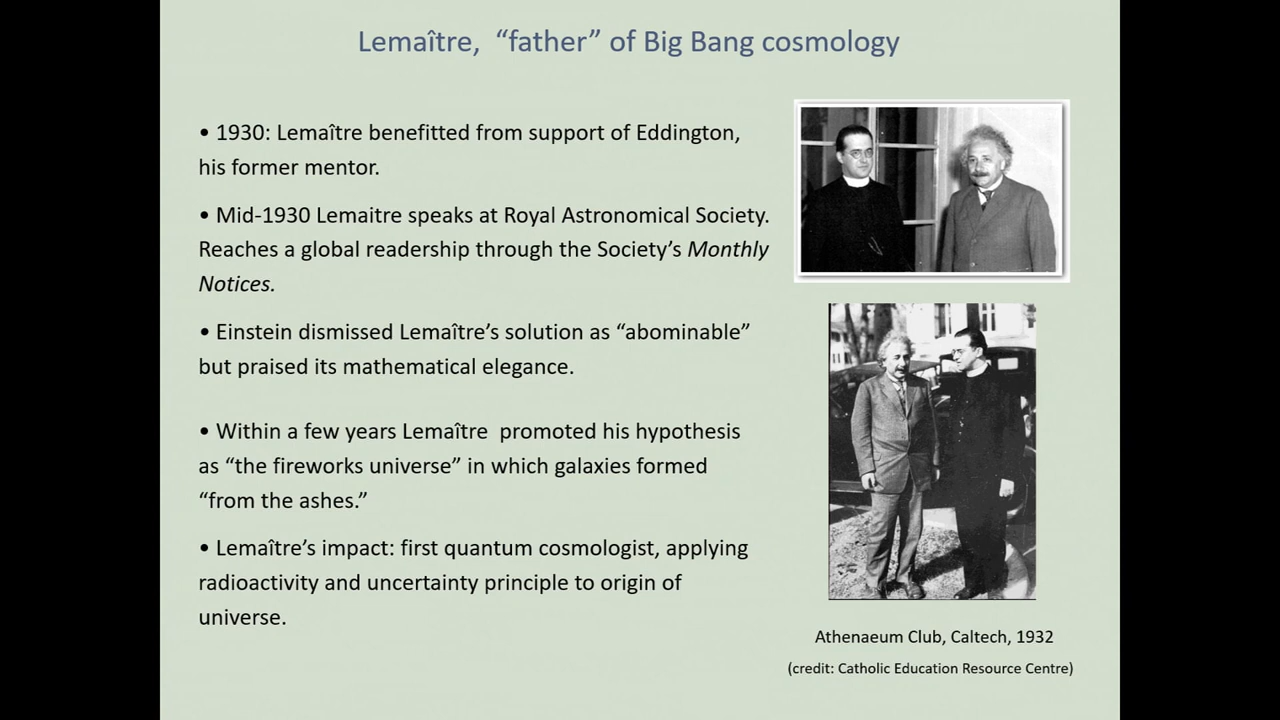 Lemaître,  “father” of Big Bang cosmology
• 1930: Lemaître benefitted from support of Eddington,
his former mentor.
• Mid-1930 Lemaitre speaks at Royal Astronomical Society.
Reaches a global readership through the Society’s Monthly
Notices.
• Einstein dismissed Lemaître’s solution as “abominable”
but praised its mathematical elegance.
• Within a few years Lemaître  promoted his hypothesis
as “the fireworks universe” in which galaxies formed
“from the ashes.”
• Lemaître’s impact: first quantum cosmologist, applying
radioactivity and uncertainty principle to origin of
universe.
Athenaeum Club, Caltech, 1932
(credit: Catholic Education Resource Centre)